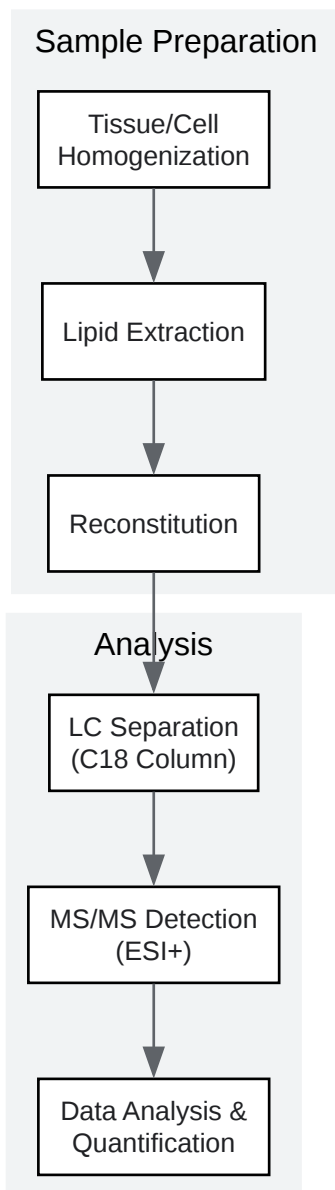 Sample Preparation
Tissue/Cell
Homogenization
Lipid Extraction
Reconstitution
Analysis
LC Separation
(C18 Column)
MS/MS Detection
(ESI+)
Data Analysis &
Quantification